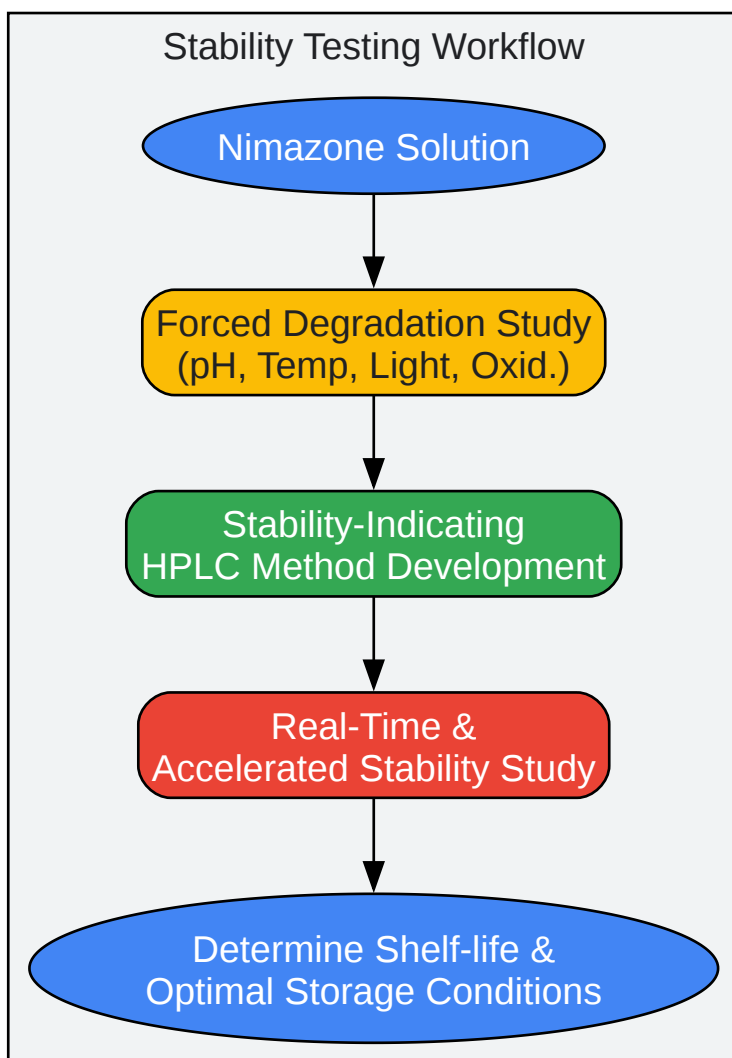 Stability Testing Workflow
Nimazone Solution
Forced Degradation Study
(pH, Temp, Light, Oxid.)
Stability-Indicating
HPLC Method Development
Real-Time &
Accelerated Stability Study
Determine Shelf-life &
Optimal Storage Conditions